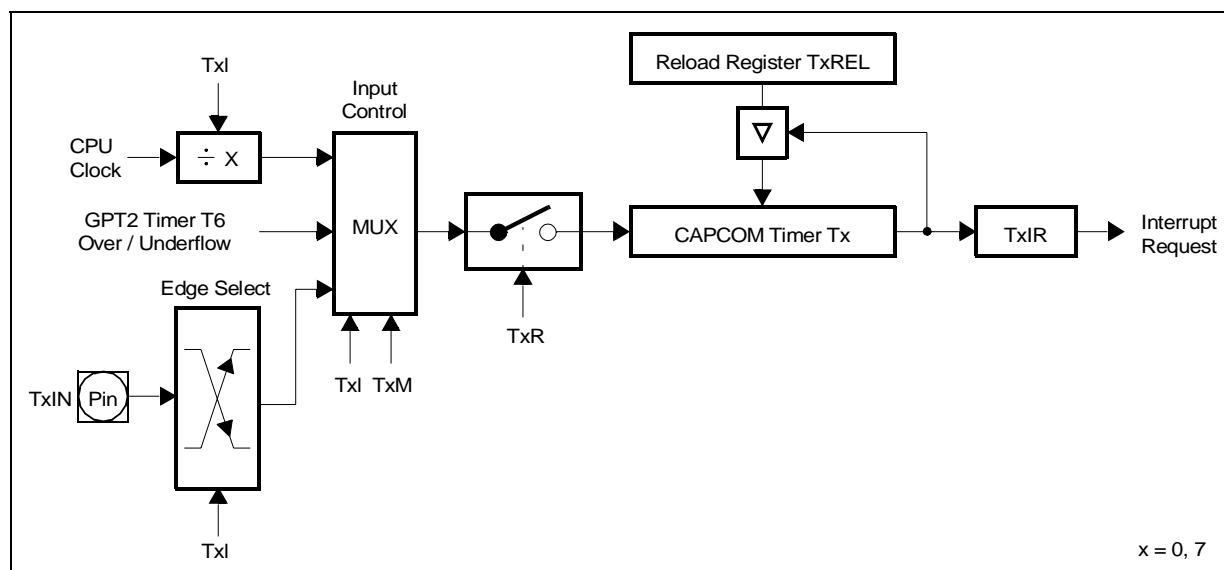 Reload Register TxREL
TxI
Input
Control
CPU
Clock
÷ X
GPT2 Timer T6
Over / Underflow
MUX
CAPCOM Timer Tx
TxIR
Interrupt
Request
Edge Select
TxR
TxI TxM
TxIN
Pin
TxI
x = 0, 7